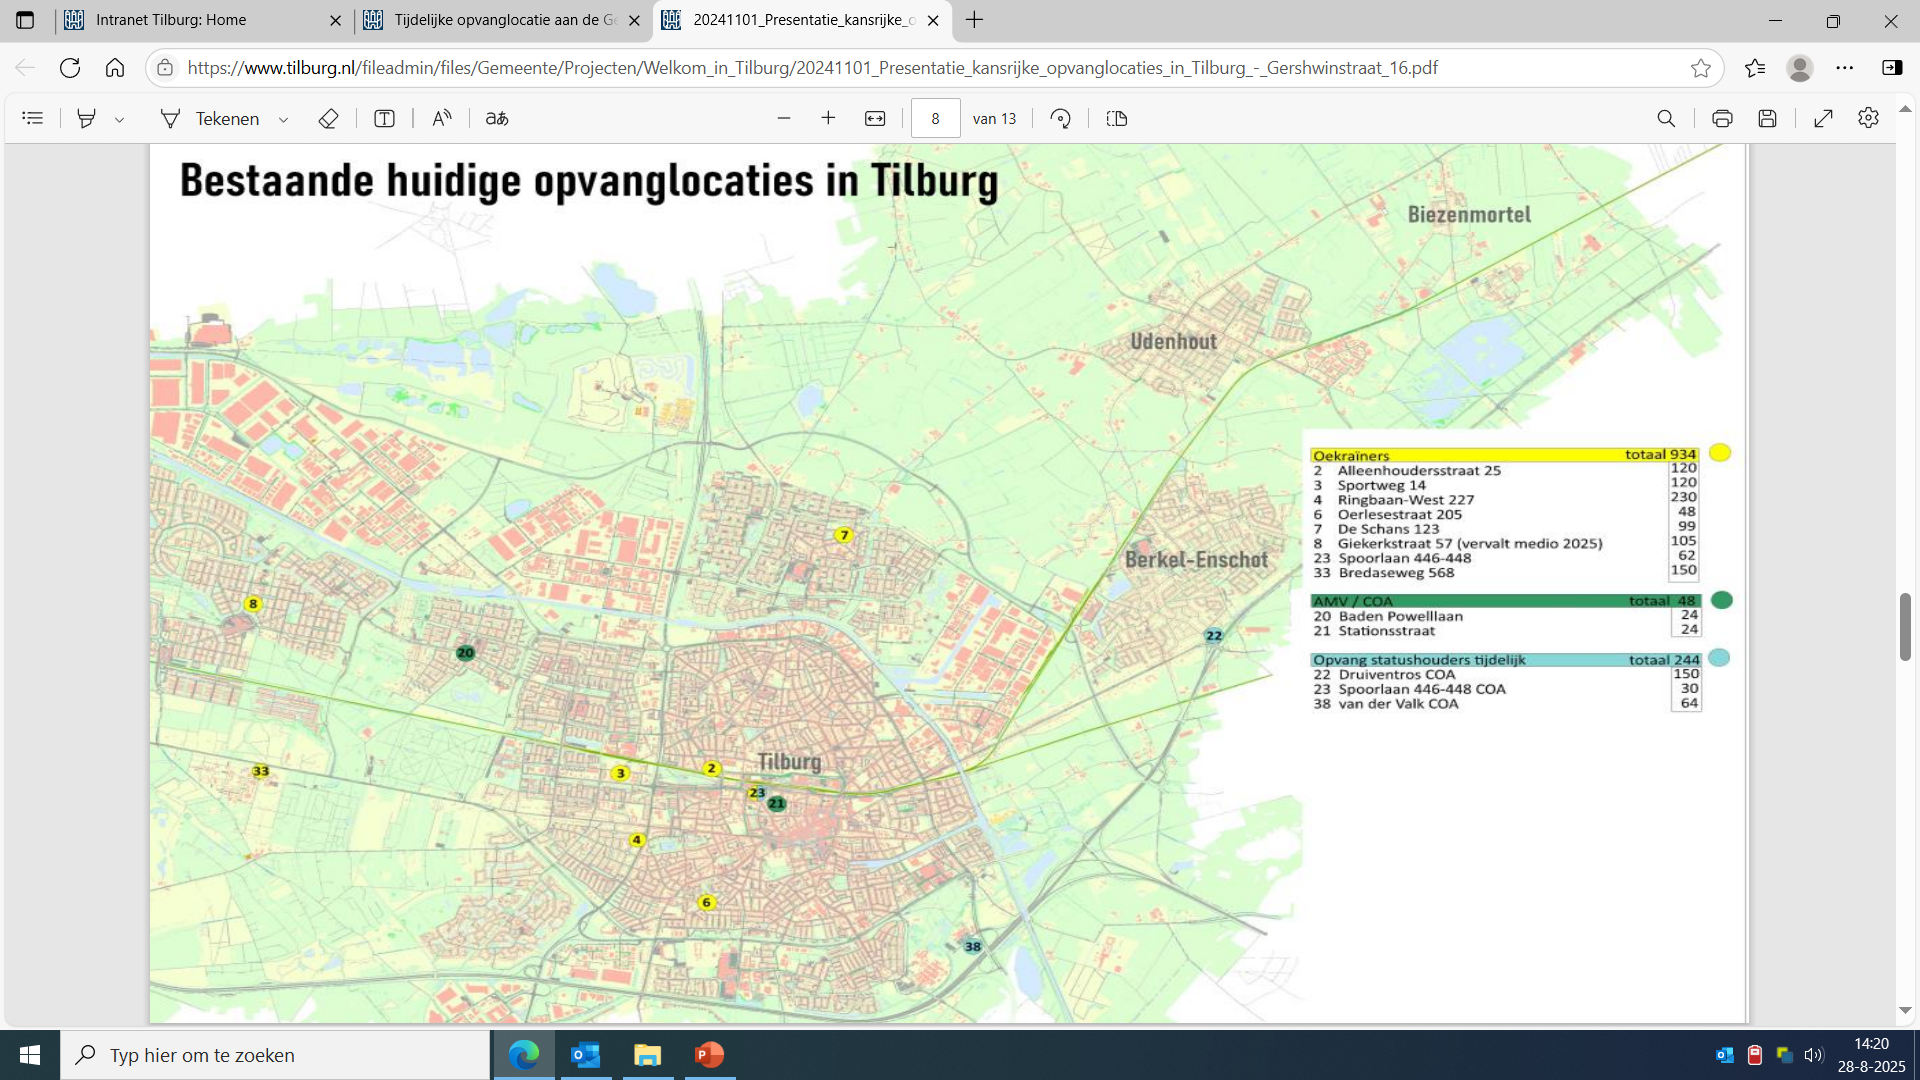 Intranet Tilburg: Home
Tijdelijke opvanglocatie aan de Ge
20241101_Presentatie_kansrijke_o
https://www.tilburg.nl/fileadmin/files/Gemeente/Projecten/Welkom_in_Tilburg/20241101_Presentatie_kansrijke_opvanglocaties_in_Tilburg_-_Gershwinstraat_16.pdf
Tekenen
8 van 13
Bestaande huidige opvanglocaties in Tilburg
Biezenmortel
Udenhout
Berkel-Enschot
Tilburg
7
8
20
22
33
3
2
23
21
4
6
38
Oekraïners totaal 934
2 Alleenhoudersstraat 25 120
3 Sportweg 14 120
4 Ringbaan-West 227 230
6 Oerlesestraat 205 48
7 De Schans 123 99
8 Giekerkstraat 57 (vervalt medio 2025) 105
23 Spoorlaan 446-448 62
33 Bredaseweg 568 150
AMV / COA totaal 48
20 Baden Powelllaan 24
21 Stationsstraat 24
Opvang statushouders tijdelijk totaal 244
22 Druiventros COA 150
23 Spoorlaan 446-448 COA 30
38 van der Valk COA 64
Typ hier om te zoeken
14:20
28-8-2025